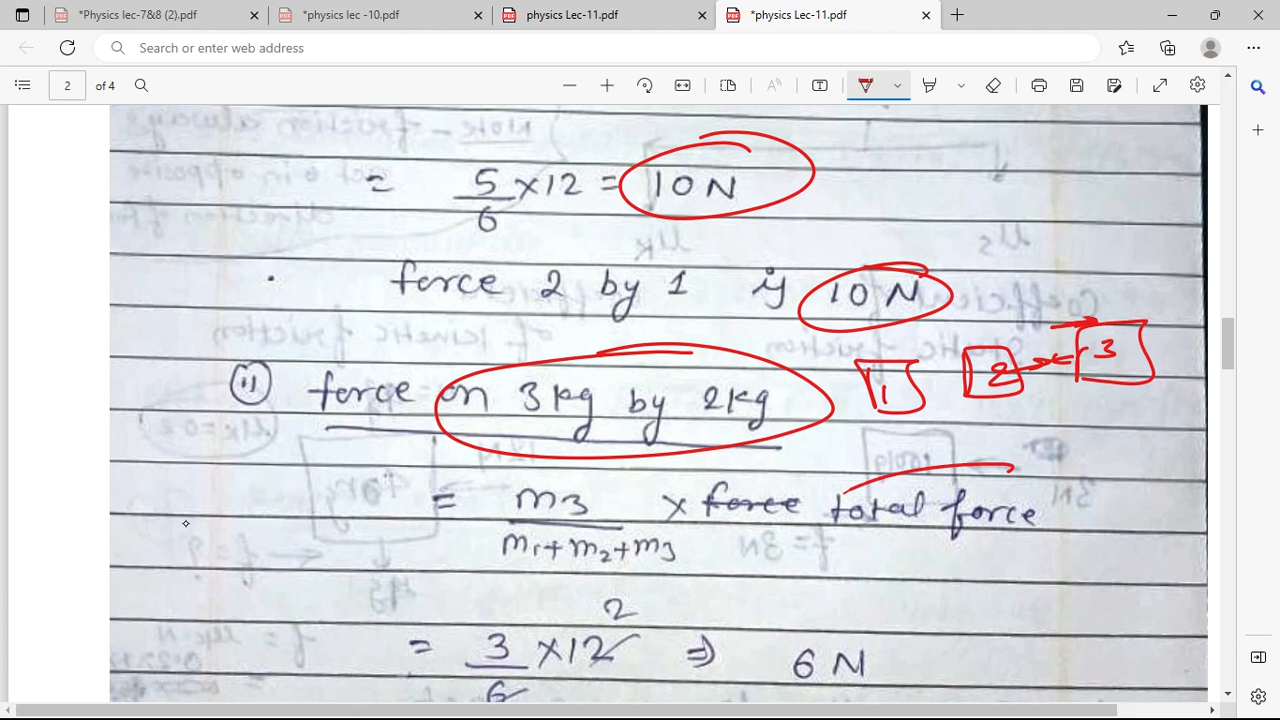 *Physics lec-7&8 (2).pdf
*physics lec -10.pdf
physics Lec-11.pdf
*physics Lec-11.pdf
Search or enter web address
2 of 4
= 5/6 × 12 = 10 N
force 2 by 1 is 10 N
(ii) force on 3 kg by 2 kg
1 2 3
= m3 / m1 + m2 + m3 × force total force
2
= 3/6 × 12 ⇒ 6 N